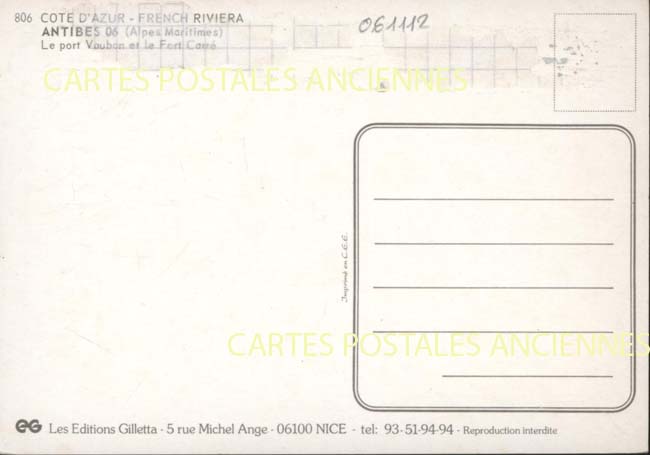 806 COTE D'AZUR - FRENCH RIVIERA
ANTIBES 06 (Alpes Maritimes)
Le port Vauban et le Fort Carré
061112
CARTES POSTALES ANCIENNES
Imprimé en C.E.E.
CARTES POSTALES ANCIENNES
EG Les Editions Gilletta - 5 rue Michel Ange - 06100 NICE - tel: 93-51-94-94 - Reproduction interdite